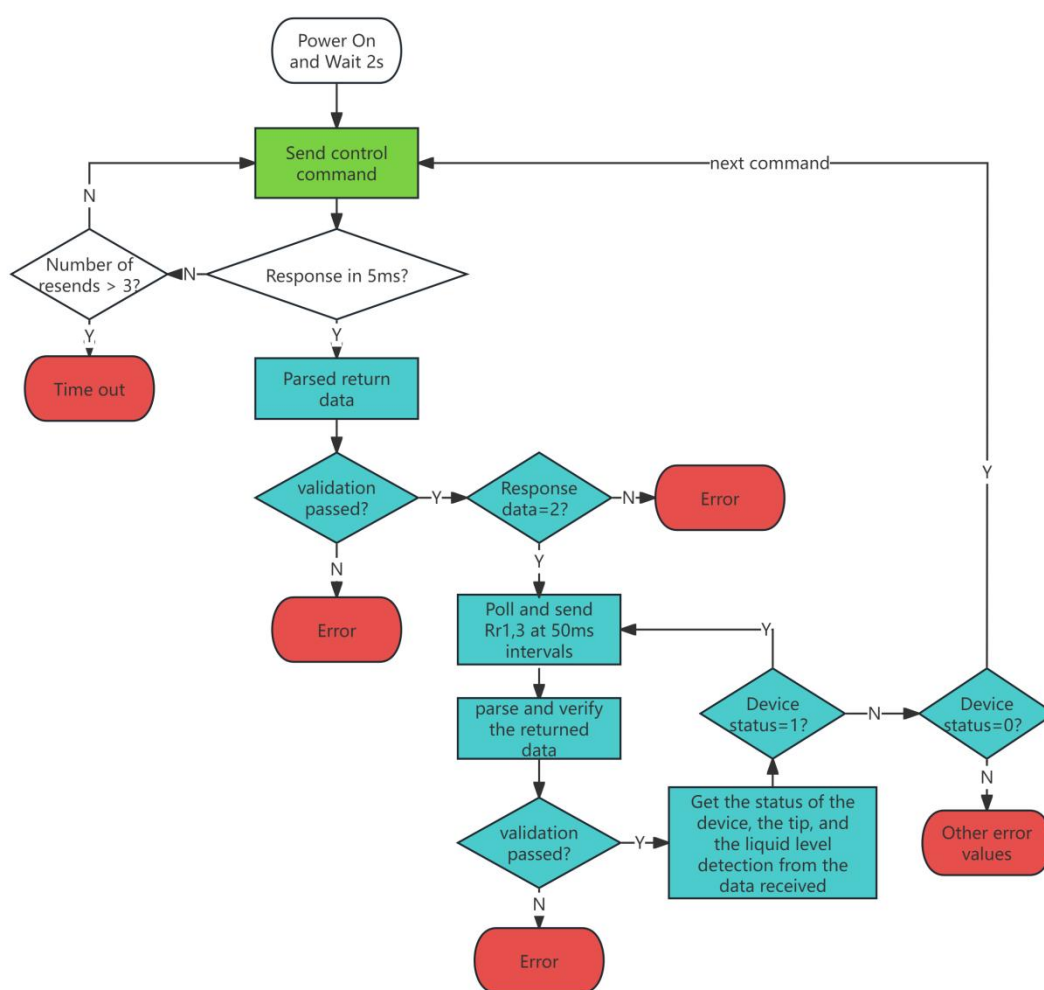 Power On
and Wait 2s
Send control
command
next command
N
Number of
resends > 3?
N
Response in 5ms?
Y
Y
Time out
Parsed return
data
Y
validation
passed?
Y
Response
data=2?
N
Error
N
Y
Error
Poll and send
Rr1,3 at 50ms
intervals
Y
parse and verify
the returned
data
Device
status=1?
N
Device
status=0?
N
validation
passed?
Y
Get the status of the
device, the tip, and
the liquid level
detection from the
data received
Other error
values
N
Error